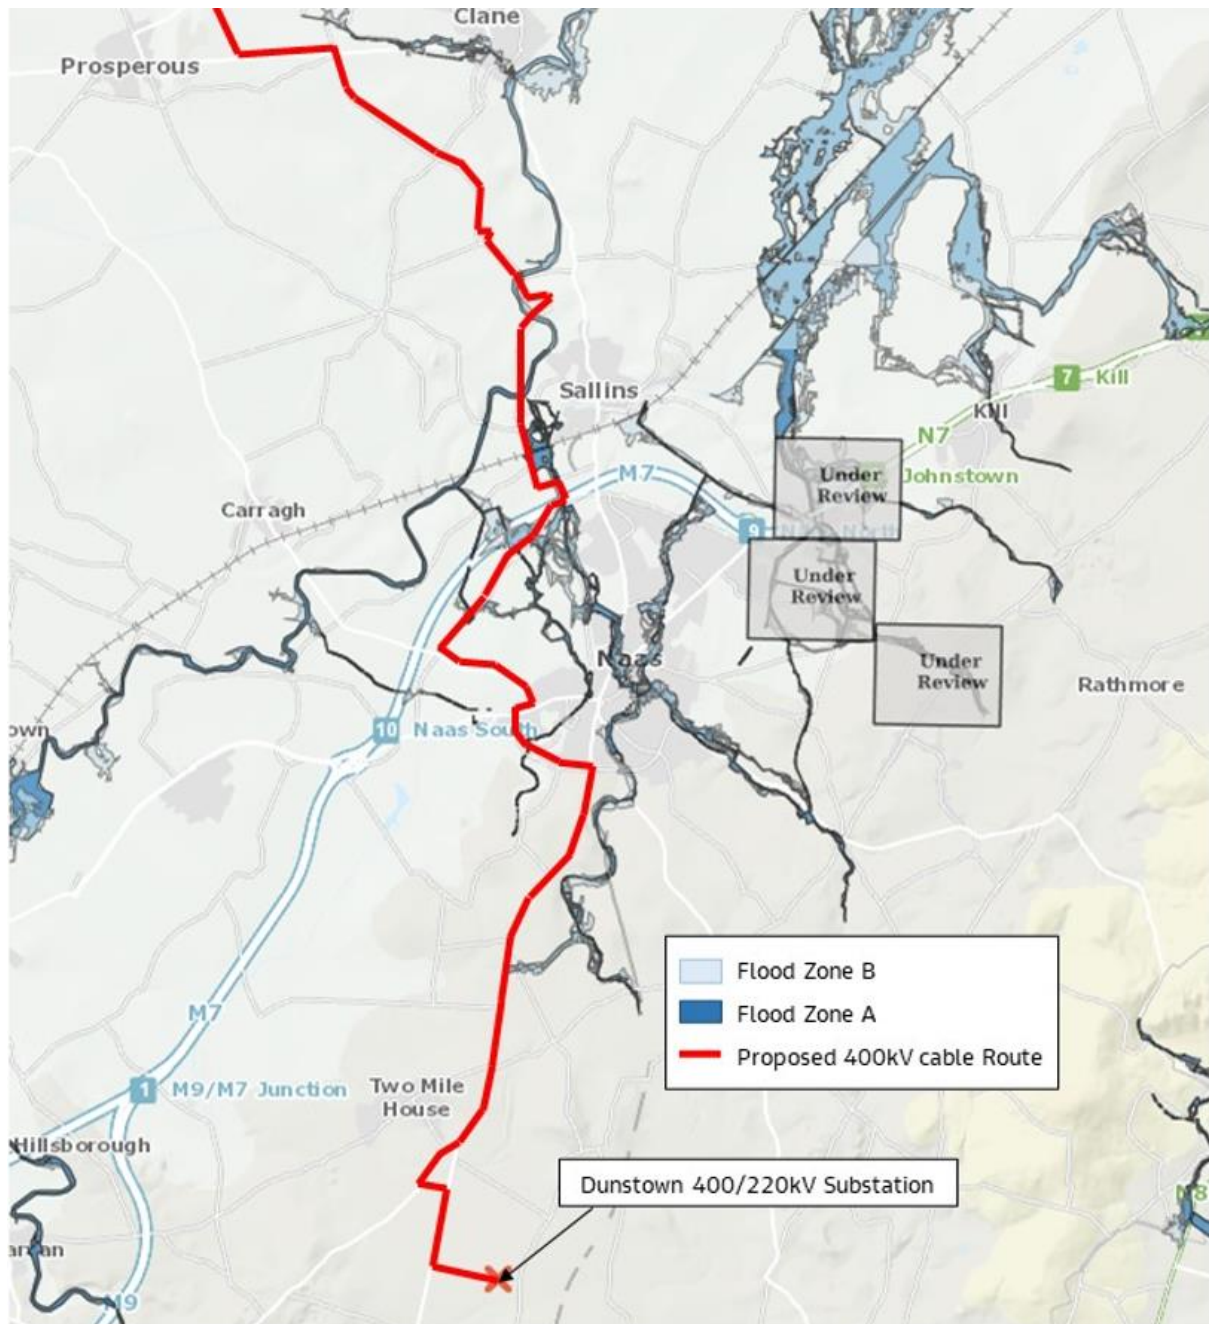 Clane
Prosperous
Sallins
7 Kill
Kill
N7
Johnstown
M7
Under
Review
Carragh
9
Under
Review
Naas
Under
Review
Rathmore
own
10 Naas South
Flood Zone B
Flood Zone A
Proposed 400kV cable Route
M7
Two Mile
House
1 M9/M7 Junction
Hillsborough
Dunstown 400/220kV Substation
M9